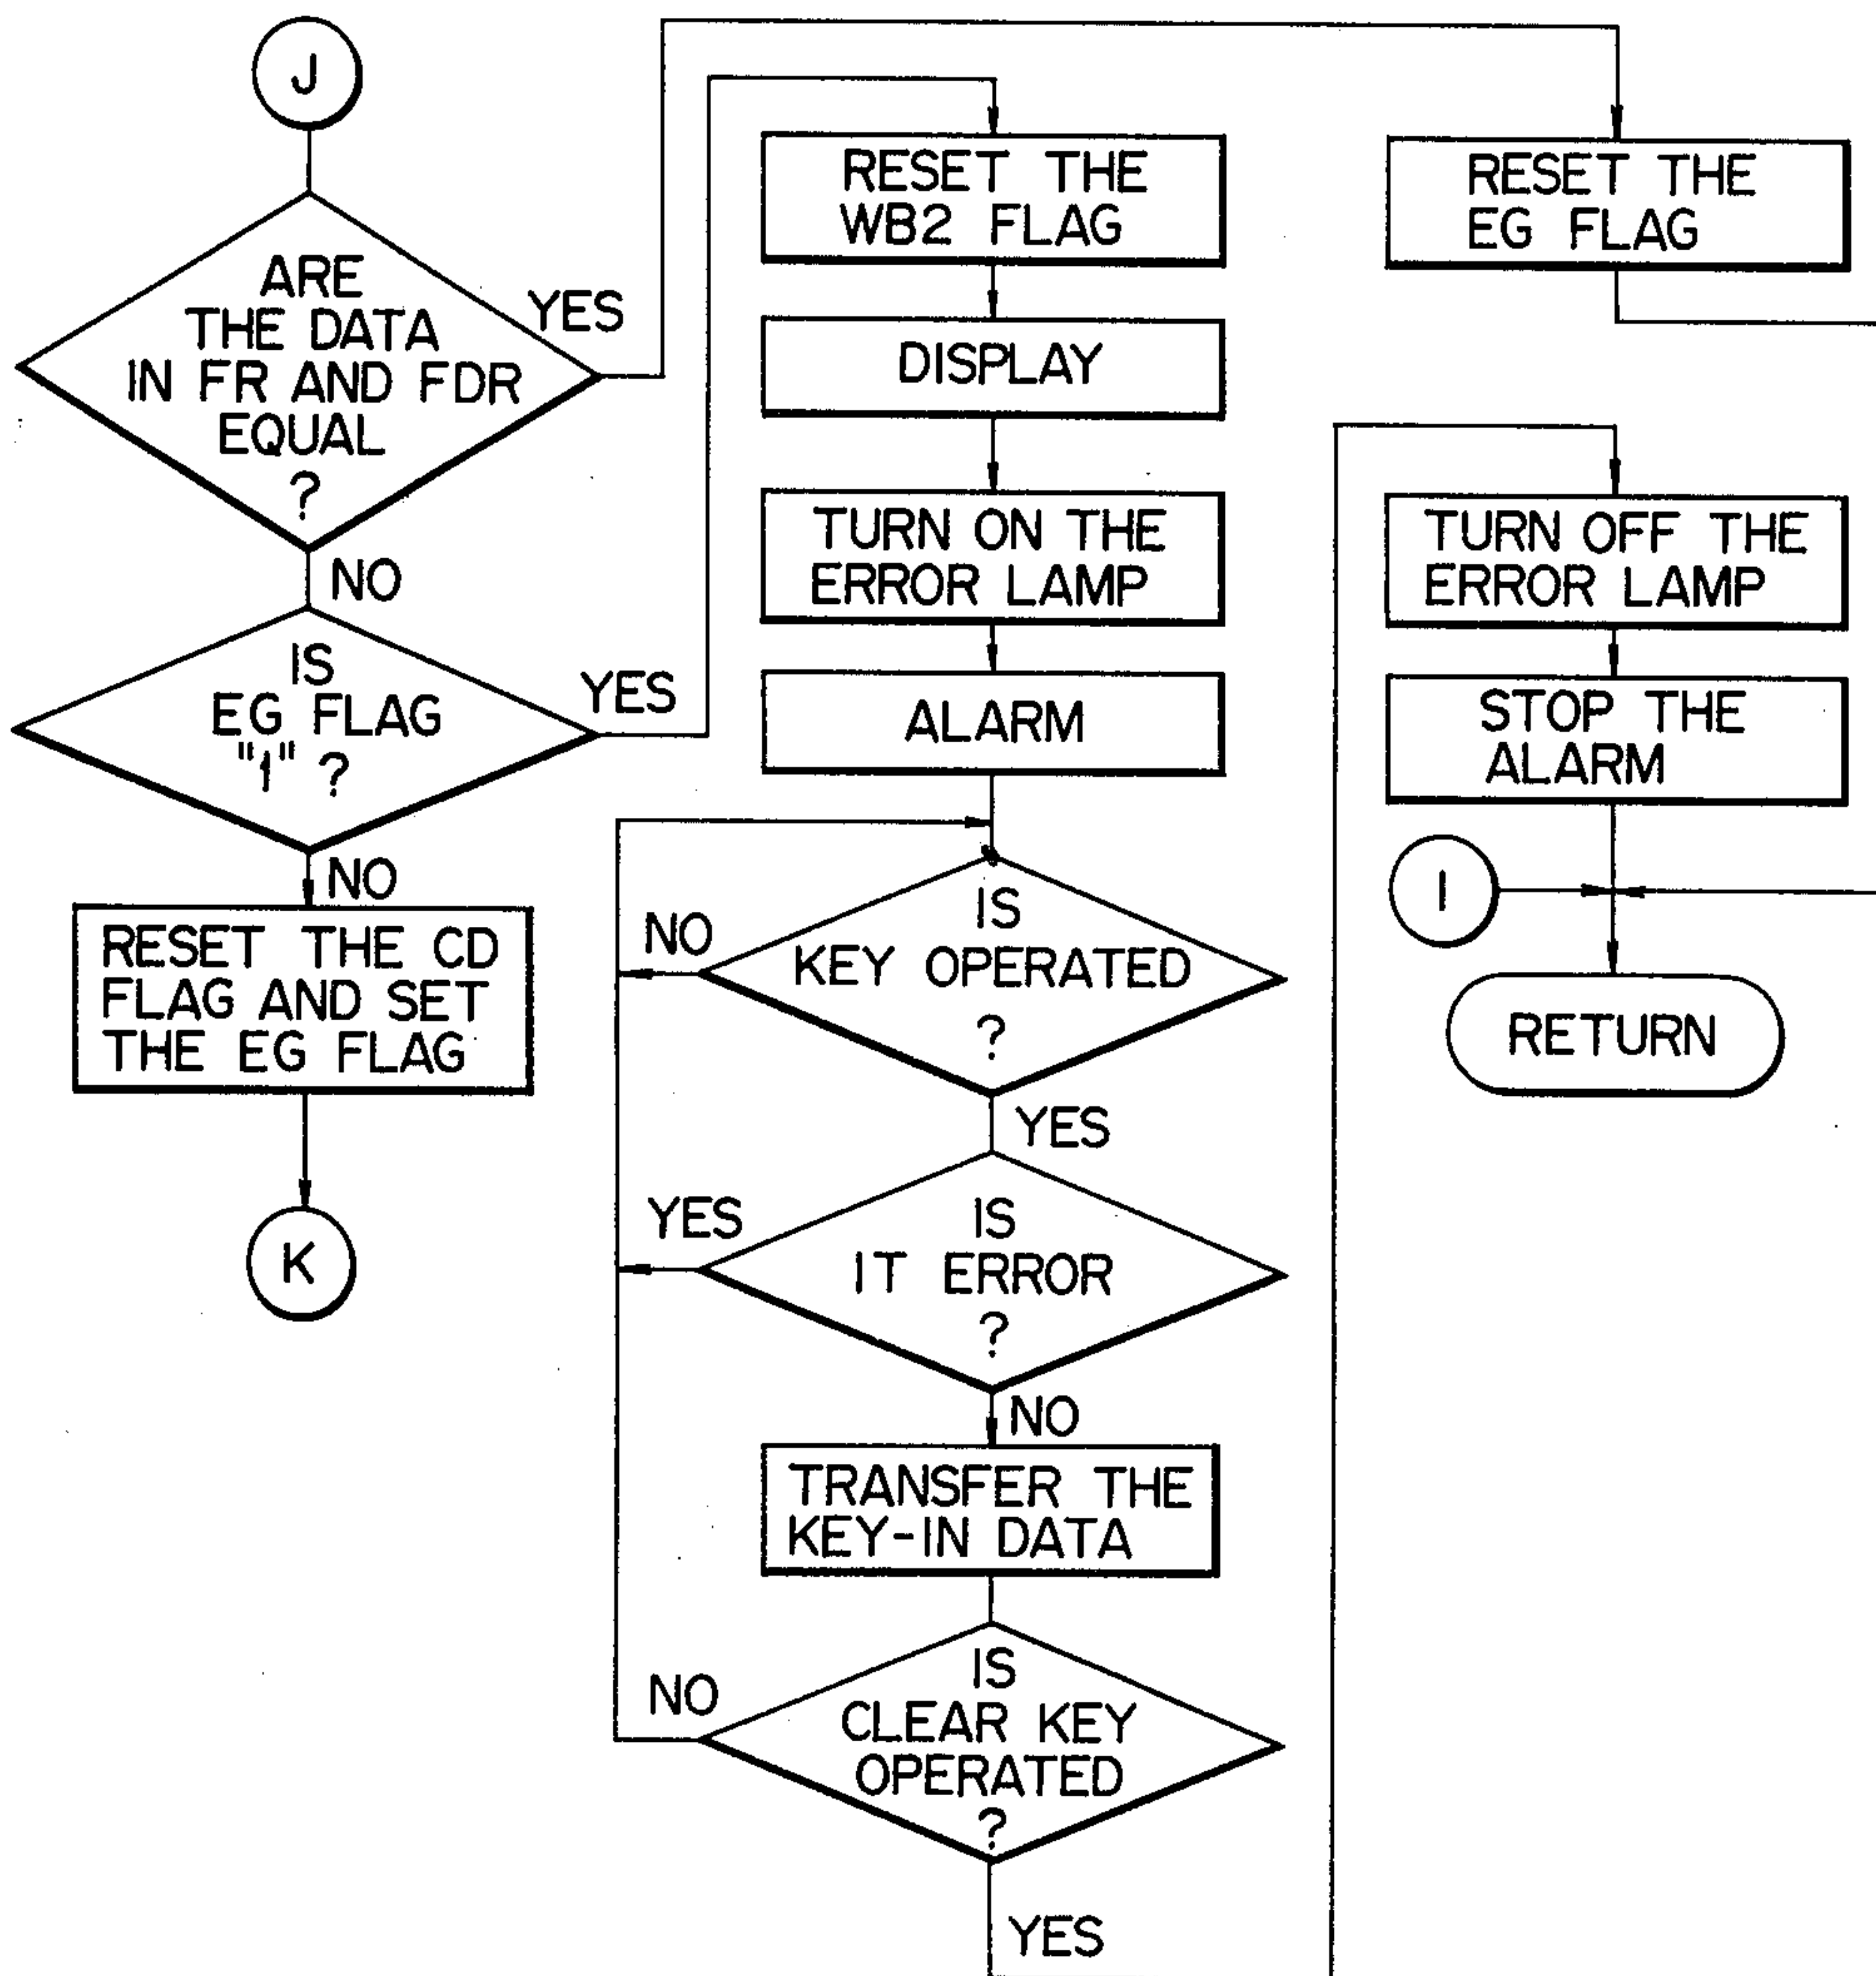 J
ARE
THE DATA
IN FR AND FDR
EQUAL
?
YES
NO
IS
EG FLAG
"1" ?
YES
NO
RESET THE CD
FLAG AND SET
THE EG FLAG
K
RESET THE
WB2 FLAG
DISPLAY
TURN ON THE
ERROR LAMP
ALARM
IS
KEY OPERATED
?
NO
YES
IS
IT ERROR
?
YES
NO
TRANSFER THE
KEY-IN DATA
IS
CLEAR KEY
OPERATED
?
NO
YES
RESET THE
EG FLAG
TURN OFF THE
ERROR LAMP
STOP THE
ALARM
I
RETURN